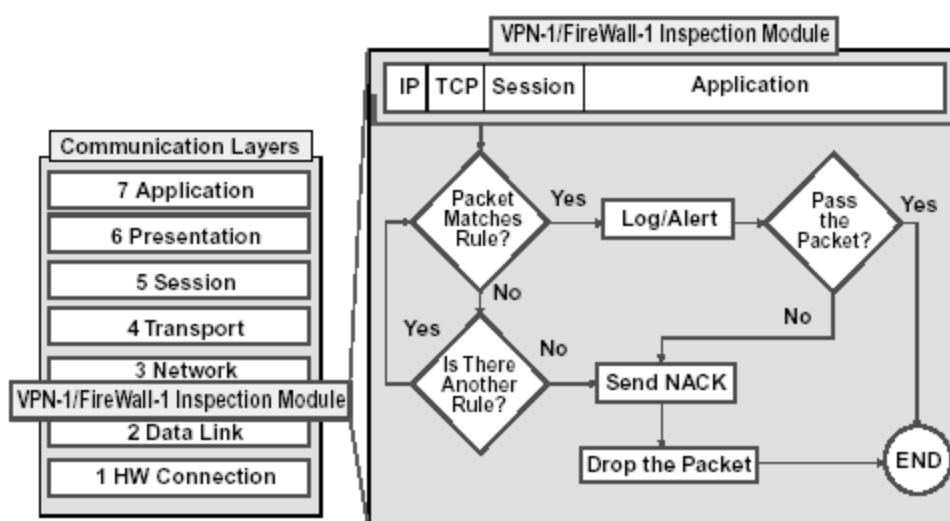 VPN-1/FireWall-1 Inspection Module
IP TCP Session Application
Communication Layers
7 Application
6 Presentation
5 Session
4 Transport
3 Network
VPN-1/FireWall-1 Inspection Module
2 Data Link
1 HW Connection
Packet
Matches
Rule?
Yes
Log/Alert
Pass
the
Packet?
Yes
No
No
Yes
Is There
Another
Rule?
No
Send NACK
Drop the Packet
END